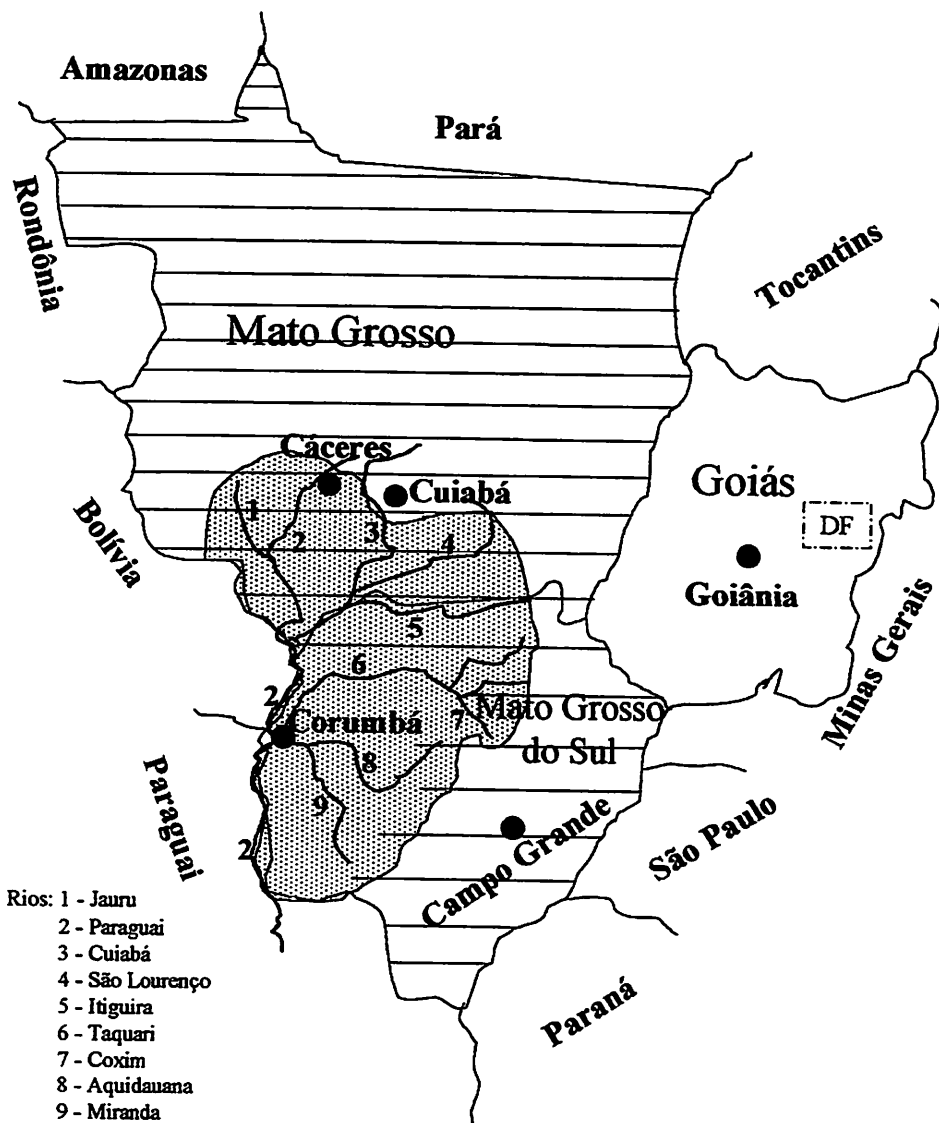 Amazonas
Pará
Rondônia
Tocantins
Mato Grosso
Cáceres
Cuiabá
Goiás
DF
Goiânia
Bolívia
Minas Gerais
1
2
3
4
5
6
2
Corumbá
7
Mato Grosso
do Sul
8
9
Paraguai
2
Campo Grande
São Paulo
Paraná
Rios: 1 - Jauru
2 - Paraguai
3 - Cuiabá
4 - São Lourenço
5 - Itiguira
6 - Taquari
7 - Coxim
8 - Aquidauana
9 - Miranda